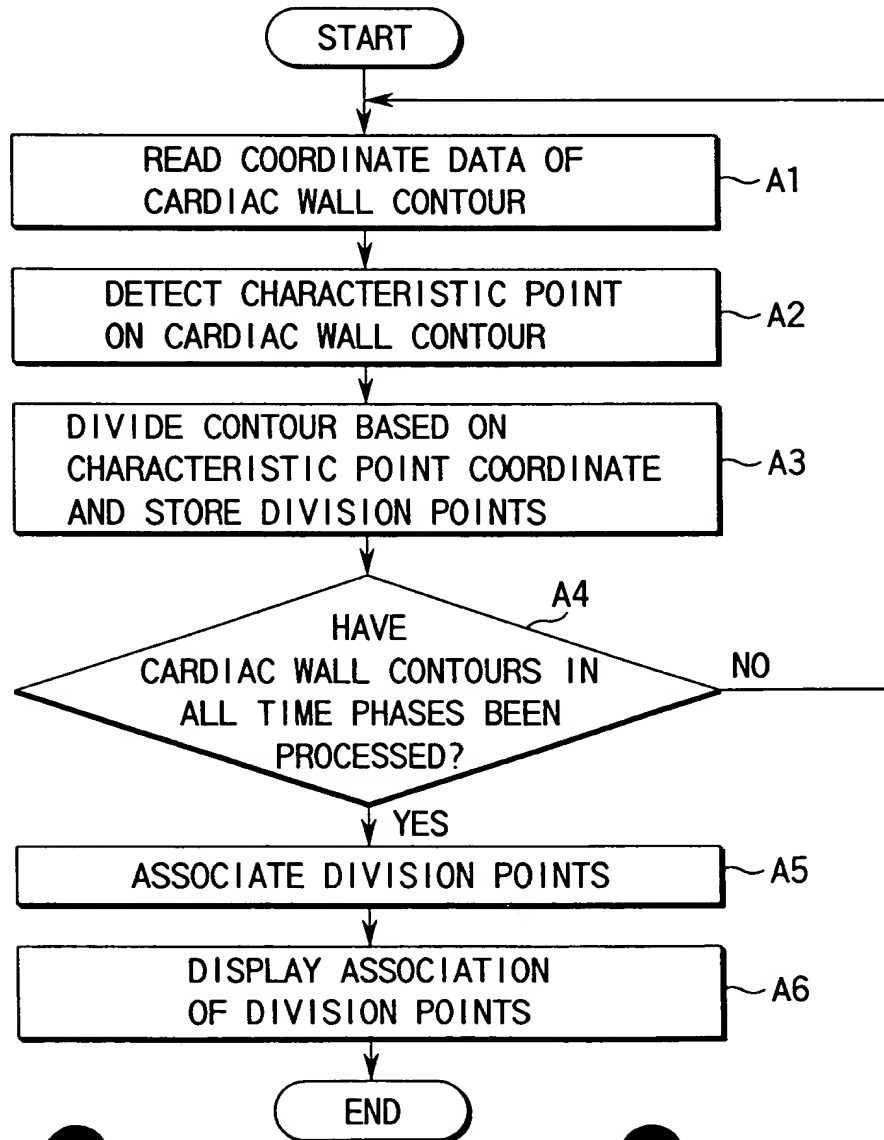 START
READ COORDINATE DATA OF
CARDIAC WALL CONTOUR
A1
DETECT CHARACTERISTIC POINT
ON CARDIAC WALL CONTOUR
A2
DIVIDE CONTOUR BASED ON
CHARACTERISTIC POINT COORDINATE
AND STORE DIVISION POINTS
A3
A4
HAVE
CARDIAC WALL CONTOURS IN
ALL TIME PHASES BEEN
PROCESSED?
NO
YES
ASSOCIATE DIVISION POINTS
A5
DISPLAY ASSOCIATION
OF DIVISION POINTS
A6
END